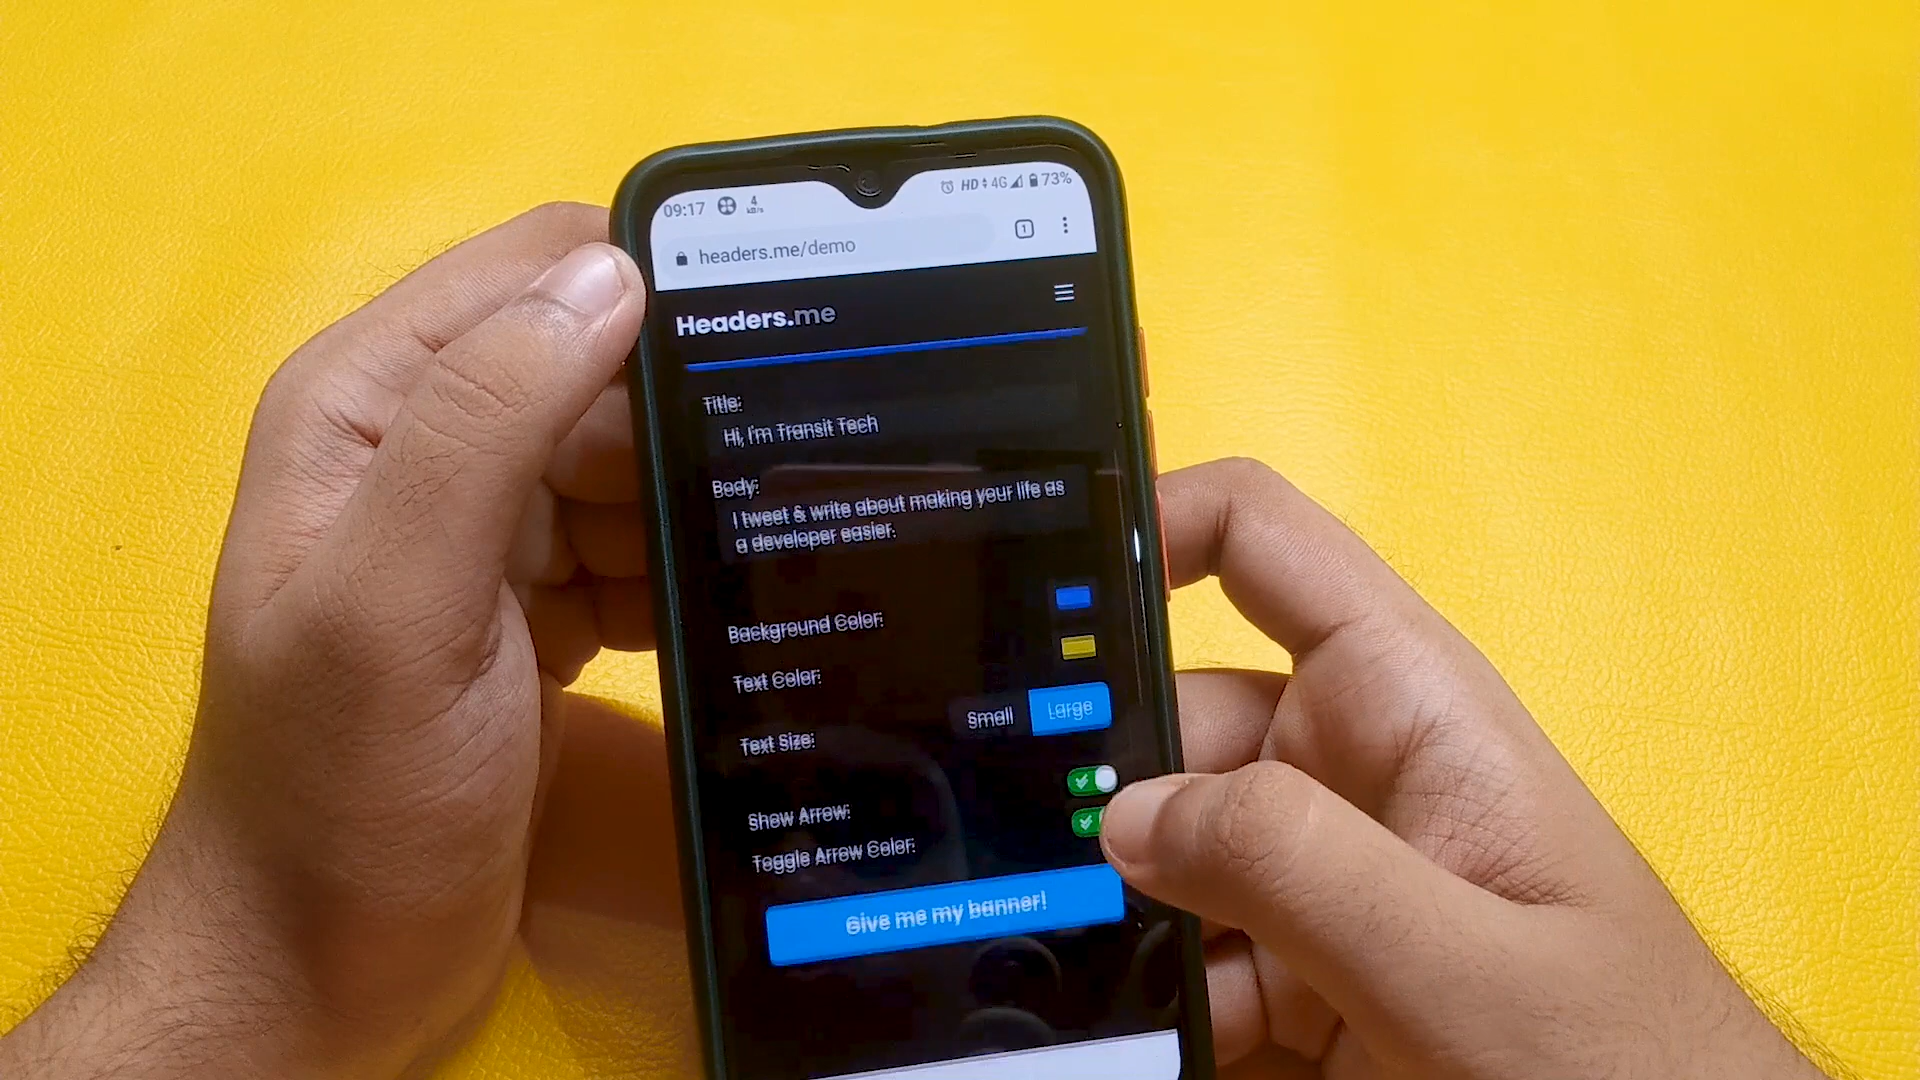 09:17 4 KB/s HD 4G 73%
headers.me/demo 1
Headers.me
Title:
Hi, I'm Transit Tech
Body:
I tweet & write about making your life as
a developer easier.
Background Color:
Text Color:
Small Large
Text Size:
Show Arrow:
Toggle Arrow Color:
Give me my banner!